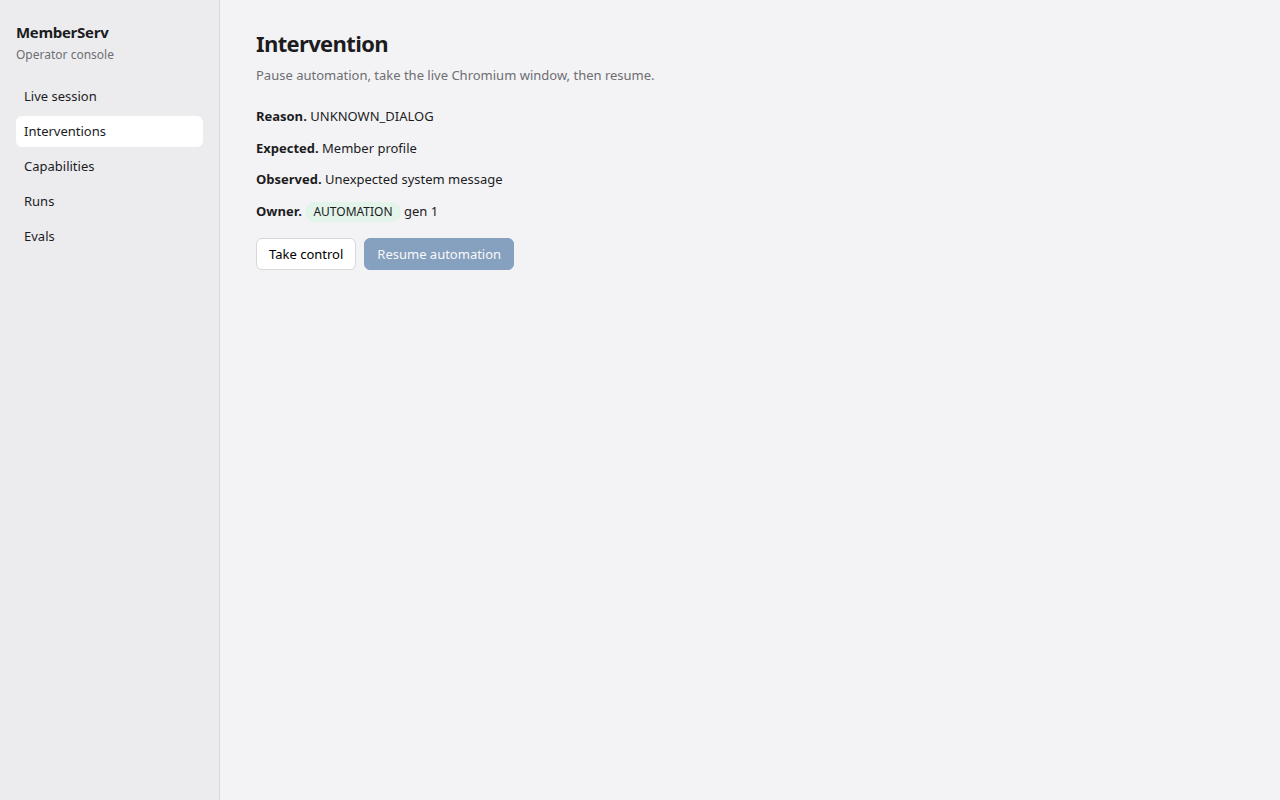 MemberServ
Operator console
Live session
Interventions
Capabilities
Runs
Evals
Intervention
Pause automation, take the live Chromium window, then resume.
Reason. UNKNOWN_DIALOG
Expected. Member profile
Observed. Unexpected system message
Owner. AUTOMATION gen 1
Take control Resume automation